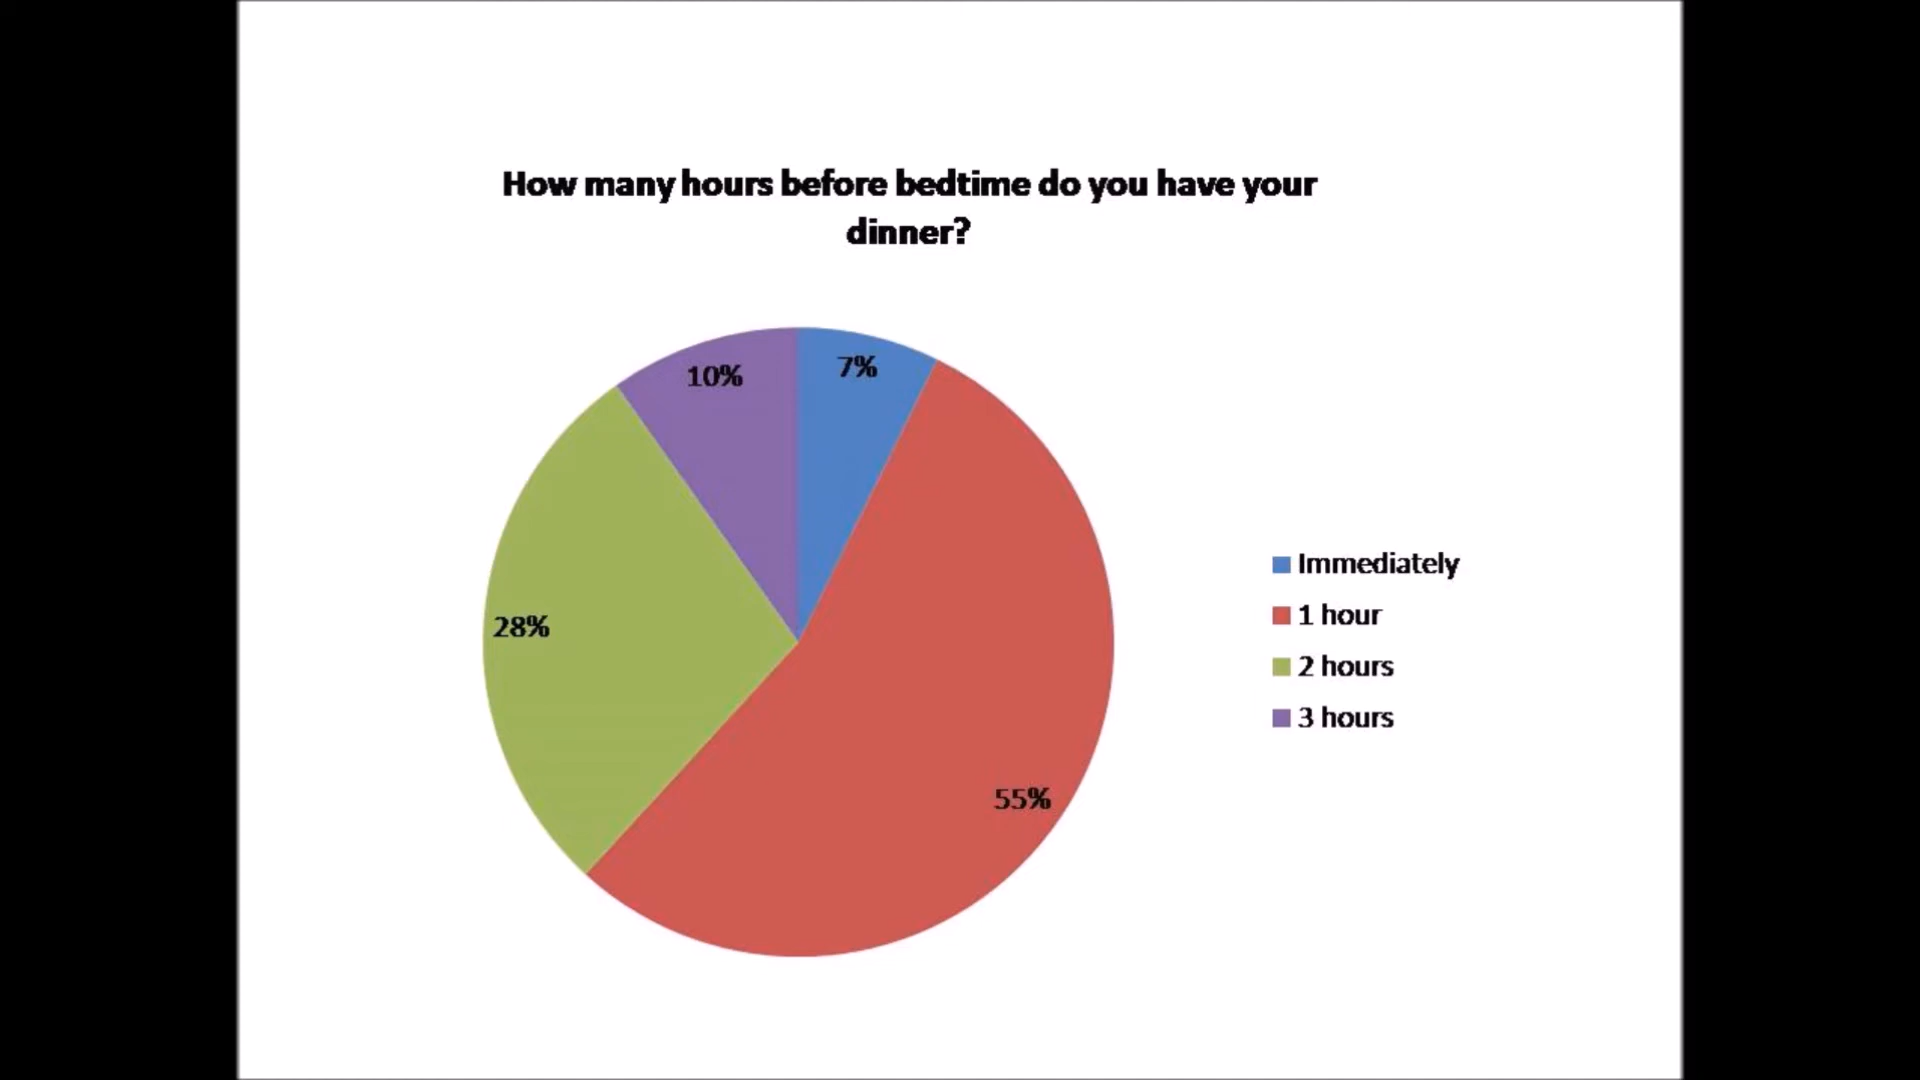 How many hours before bedtime do you have your
dinner?
10%
7%
28%
55%
Immediately
1 hour
2 hours
3 hours